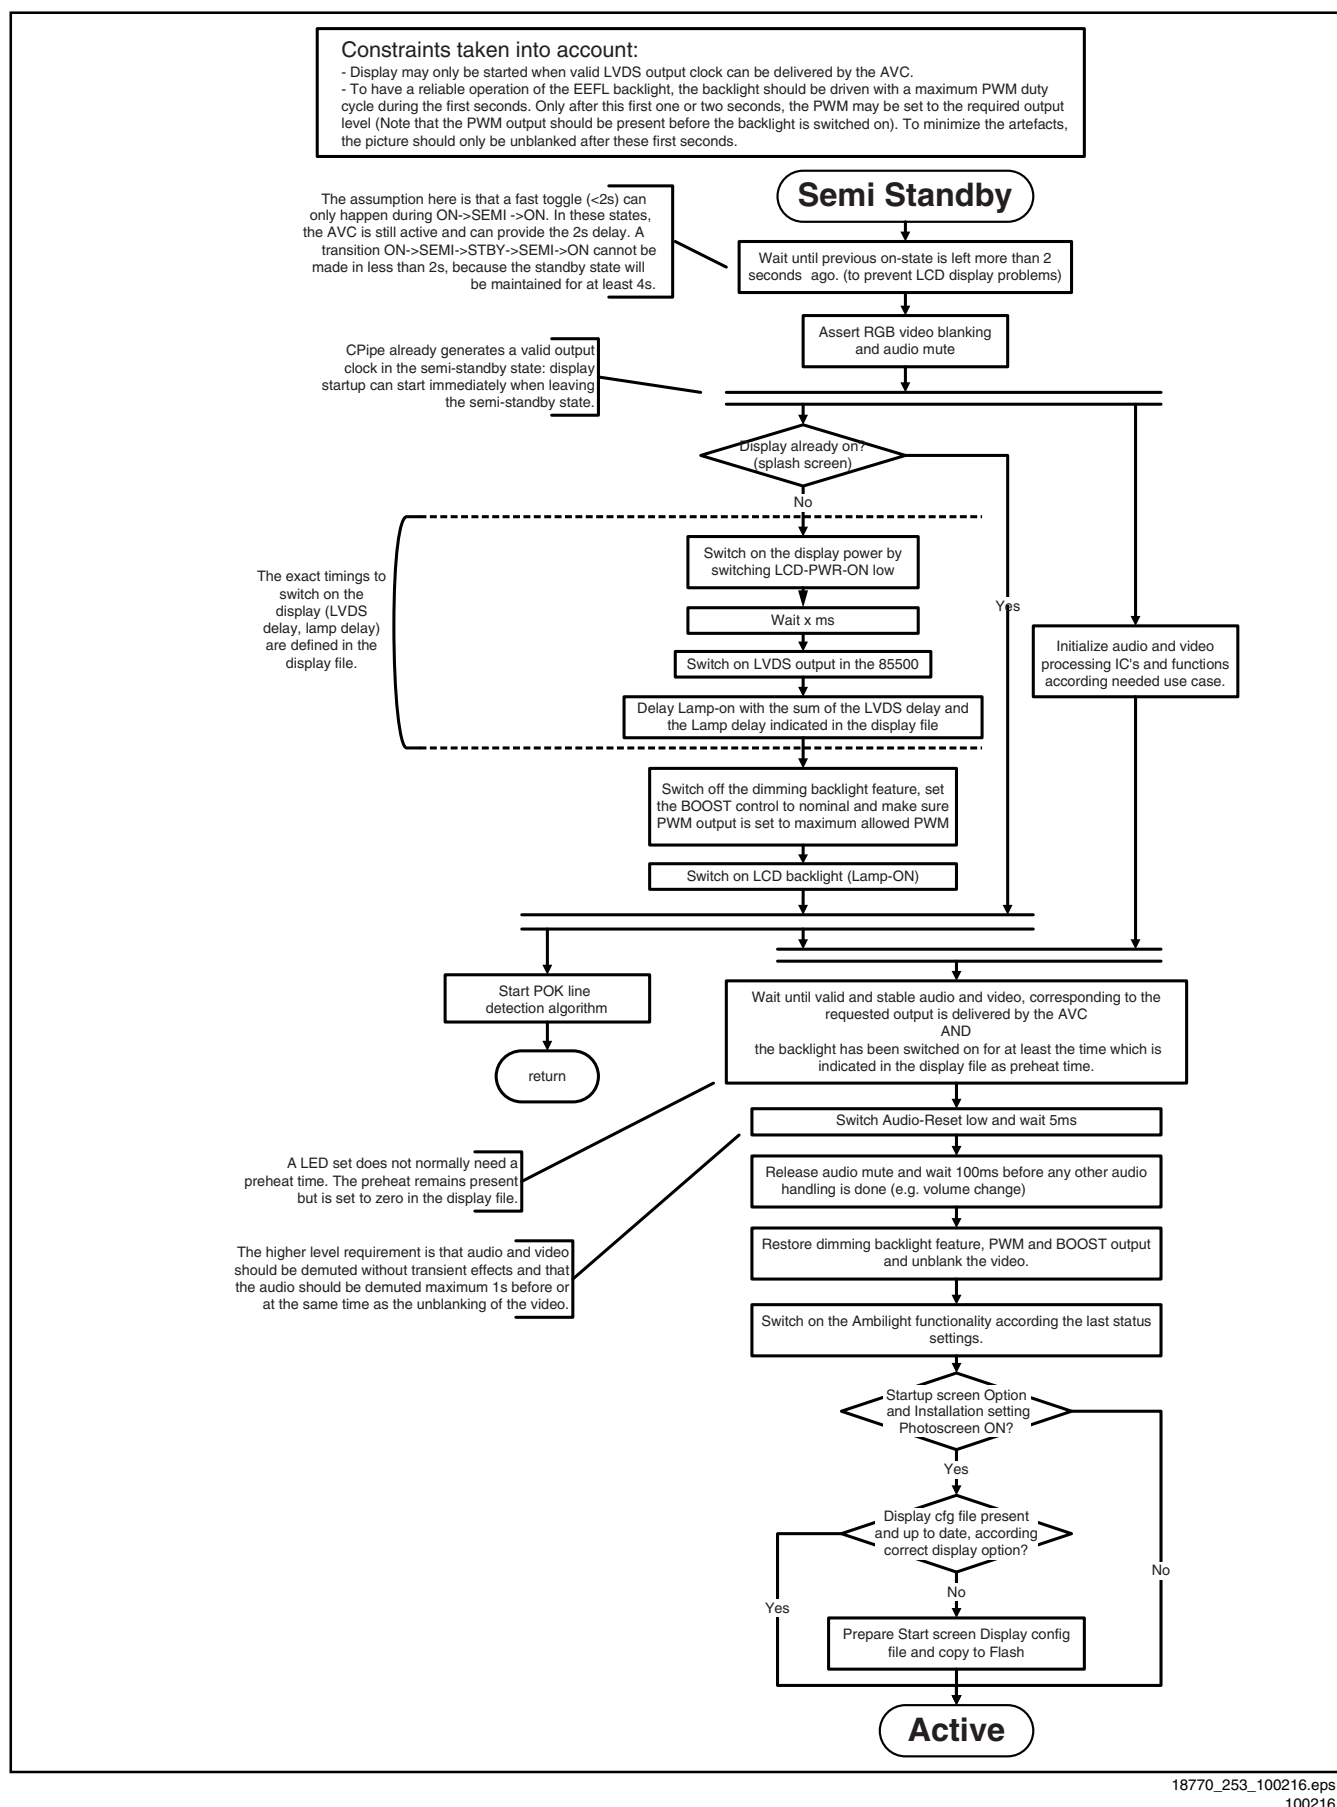 Constraints taken into account:
- Display may only be started when valid LVDS output clock can be delivered by the AVC.
- To have a reliable operation of the EEFL backlight, the backlight should be driven with a maximum PWM duty
cycle during the first seconds. Only after this first one or two seconds, the PWM may be set to the required output
level (Note that the PWM output should be present before the backlight is switched on). To minimize the artefacts,
the picture should only be unblanked after these first seconds.
Semi Standby
The assumption here is that a fast toggle (<2s) can
only happen during ON->SEMI ->ON. In these states,
the AVC is still active and can provide the 2s delay. A
transition ON->SEMI->STBY->SEMI->ON cannot be
made in less than 2s, because the standby state will
be maintained for at least 4s.
Wait until previous on-state is left more than 2
seconds ago. (to prevent LCD display problems)
Assert RGB video blanking
and audio mute
CPipe already generates a valid output
clock in the semi-standby state: display
startup can start immediately when leaving
the semi-standby state.
Display already on?
(splash screen)
No
Switch on the display power by
switching LCD-PWR-ON low
The exact timings to
switch on the
display (LVDS
delay, lamp delay)
are defined in the
display file.
Yes
Wait x ms
Initialize audio and video
processing IC's and functions
according needed use case.
Switch on LVDS output in the 85500
Delay Lamp-on with the sum of the LVDS delay and
the Lamp delay indicated in the display file
Switch off the dimming backlight feature, set
the BOOST control to nominal and make sure
PWM output is set to maximum allowed PWM
Switch on LCD backlight (Lamp-ON)
Start POK line
detection algorithm
return
Wait until valid and stable audio and video, corresponding to the
requested output is delivered by the AVC
AND
the backlight has been switched on for at least the time which is
indicated in the display file as preheat time.
Switch Audio-Reset low and wait 5ms
A LED set does not normally need a
preheat time. The preheat remains present
but is set to zero in the display file.
Release audio mute and wait 100ms before any other audio
handling is done (e.g. volume change)
The higher level requirement is that audio and video
should be demuted without transient effects and that
the audio should be demuted maximum 1s before or
at the same time as the unblanking of the video.
Restore dimming backlight feature, PWM and BOOST output
and unblank the video.
Switch on the Ambilight functionality according the last status
settings.
Startup screen Option
and Installation setting
Photoscreen ON?
Yes
Display cfg file present
and up to date, according
correct display option?
No
No
Yes
Prepare Start screen Display config
file and copy to Flash
Active
18770_253_100216.eps
100216